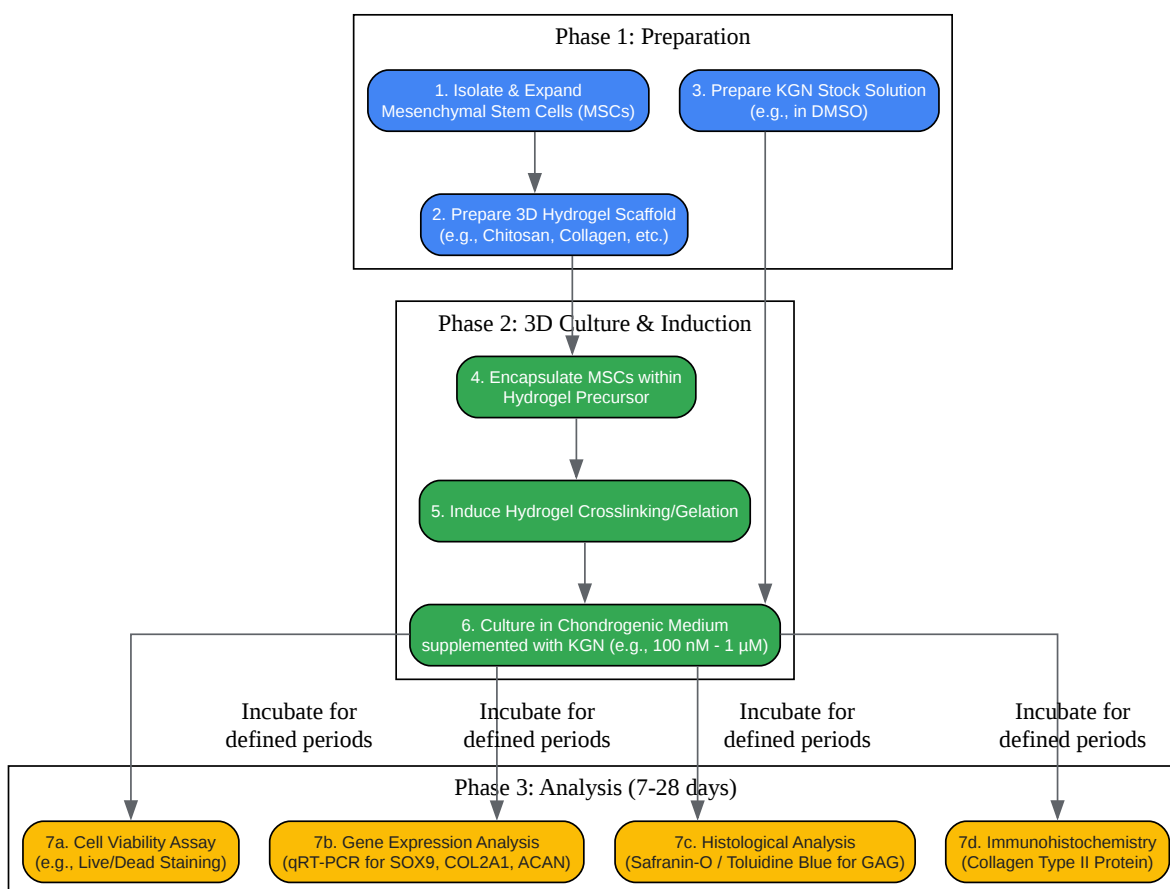 Phase 1: Preparation
1. Isolate & Expand
Mesenchymal Stem Cells (MSCs)
3. Prepare KGN Stock Solution
(e.g., in DMSO)
2. Prepare 3D Hydrogel Scaffold
(e.g., Chitosan, Collagen, etc.)
Phase 2: 3D Culture & Induction
4. Encapsulate MSCs within
Hydrogel Precursor
5. Induce Hydrogel Crosslinking/Gelation
6. Culture in Chondrogenic Medium
supplemented with KGN (e.g., 100 nM - 1 µM)
Incubate for
defined periods
Incubate for
defined periods
Incubate for
defined periods
Incubate for
defined periods
Phase 3: Analysis (7-28 days)
7a. Cell Viability Assay
(e.g., Live/Dead Staining)
7b. Gene Expression Analysis
(qRT-PCR for SOX9, COL2A1, ACAN)
7c. Histological Analysis
(Safranin-O / Toluidine Blue for GAG)
7d. Immunohistochemistry
(Collagen Type II Protein)